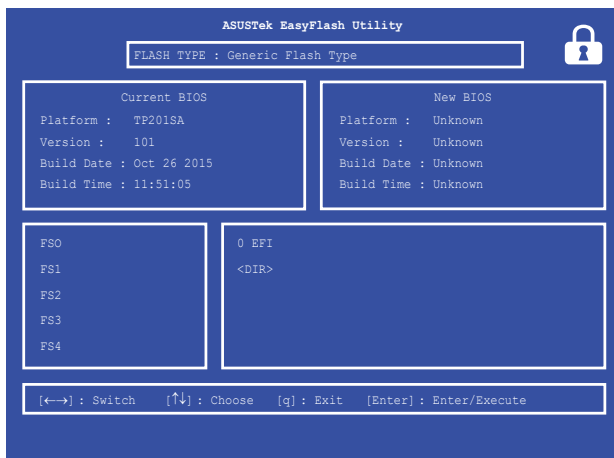 ASUSTek EasyFlash Utility
FLASH TYPE : Generic Flash Type
Current BIOS
Platform : TP201SA
Version : 101
Build Date : Oct 26 2015
Build Time : 11:51:05
New BIOS
Platform : Unknown
Version : Unknown
Build Date : Unknown
Build Time : Unknown
FSO
FS1
FS2
FS3
FS4
0 EFI
<DIR>
[←→] : Switch [↑↓] : Choose [q] : Exit [Enter] : Enter/Execute